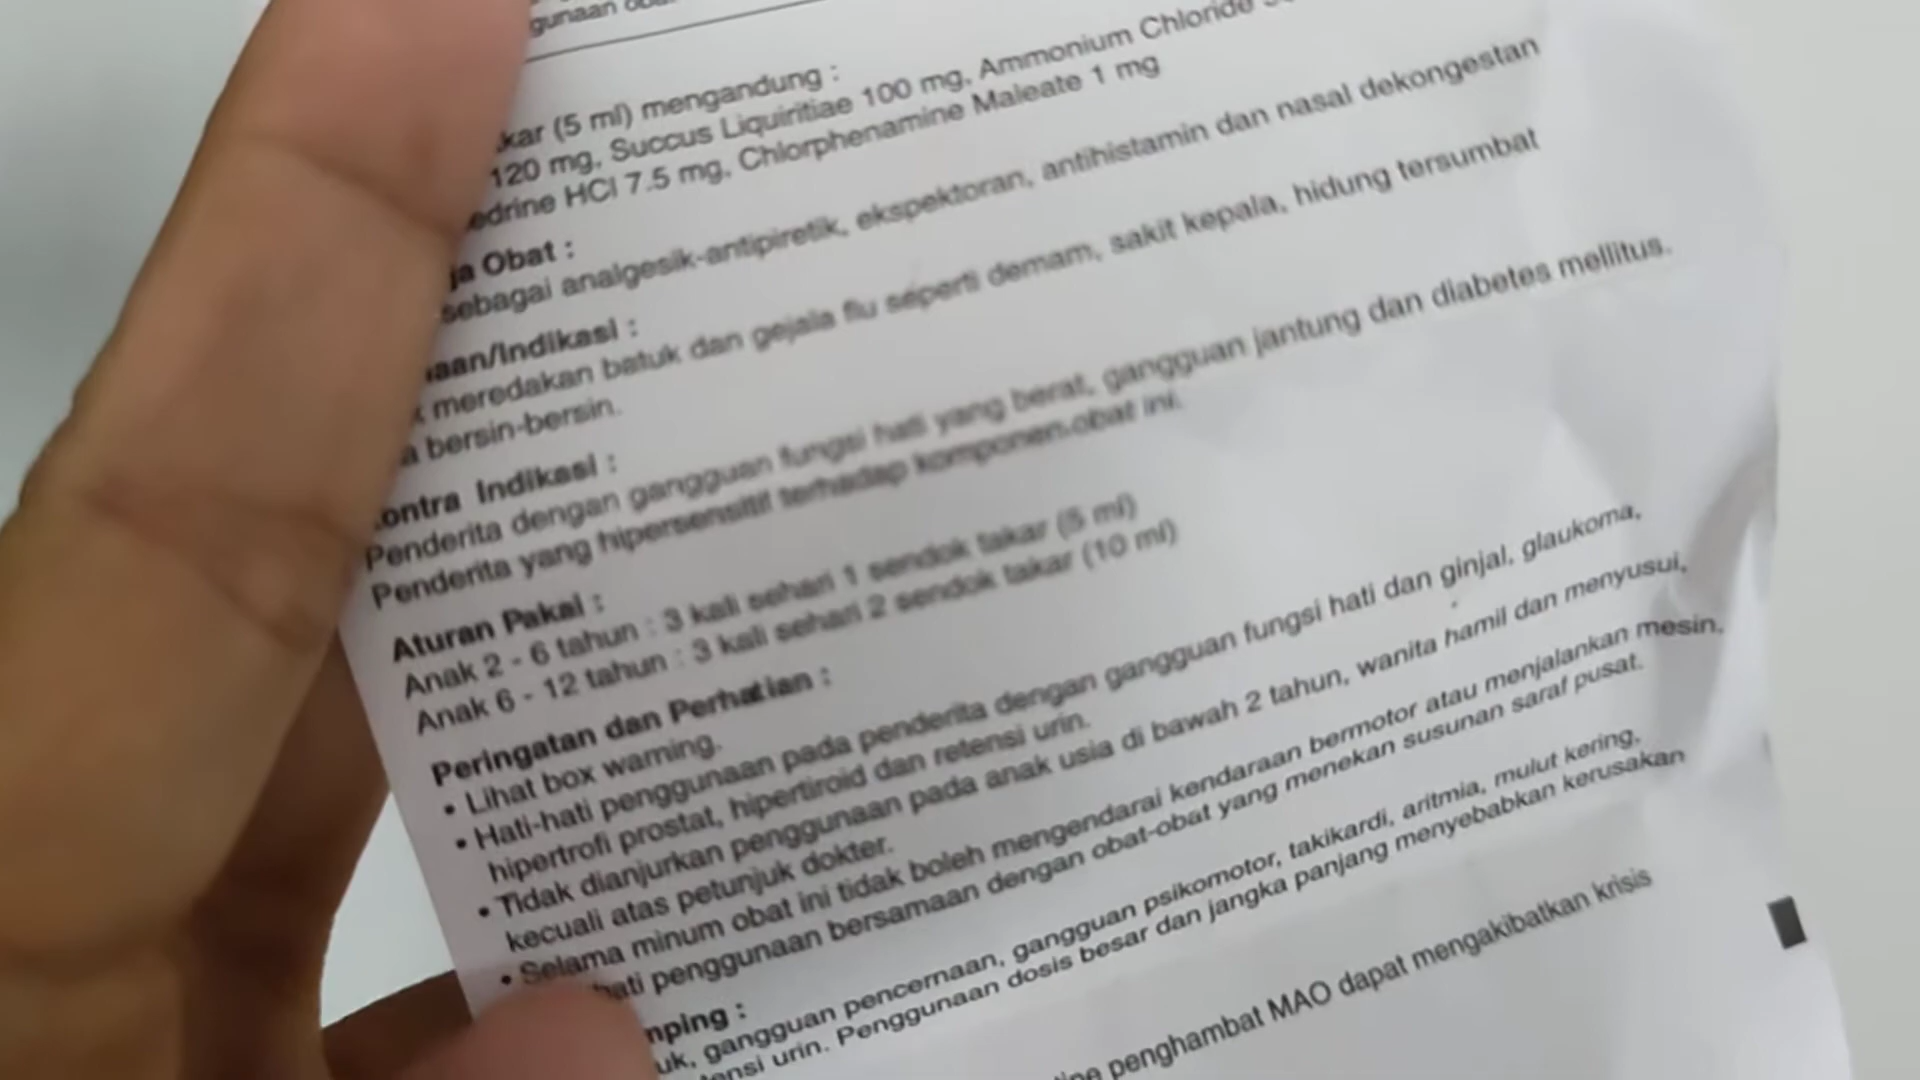 gunaan
(5 ml) mengandung :
120 mg, Succus Liquiritiae 100 mg, Ammonium Chloride
HCl 7.5 mg, Chlorphenamine Maleate 1 mg
Obat :
sebagai analgesik-antipiretik, ekspektoran, antihistamin dan nasal dekongestan
/Indikasi :
meredakan batuk dan gejala flu seperti demam, sakit kepala, hidung tersumbat
bersin-bersin.
ontra Indikasi :
Penderita dengan gangguan fungsi hati yang berat, gangguan jantung dan diabetes mellitus.
Penderita yang hipersensitif terhadap komponen obat ini.
Aturan Pakai :
Anak 2 - 6 tahun : 3 kali sehari 1 sendok takar (5 ml)
Anak 6 - 12 tahun : 3 kali sehari 2 sendok takar (10 ml)
Peringatan dan Perhatian :
• Lihat box warning.
• Hati-hati penggunaan pada penderita dengan gangguan fungsi hati dan ginjal, glaukoma,
hipertrofi prostat, hipertiroid dan retensi urin.
• Tidak dianjurkan penggunaan pada anak usia di bawah 2 tahun, wanita hamil dan menyusui,
kecuali atas petunjuk dokter.
• Selama minum obat ini tidak boleh mengendarai kendaraan bermotor atau menjalankan mesin.
hati penggunaan bersamaan dengan obat-obat yang menekan susunan saraf pusat.
mping :
uk, gangguan pencernaan, gangguan psikomotor, takikardi, aritmia, mulut kering,
tensi urin. Penggunaan dosis besar dan jangka panjang menyebabkan kerusakan
penghambat MAO dapat mengakibatkan krisis